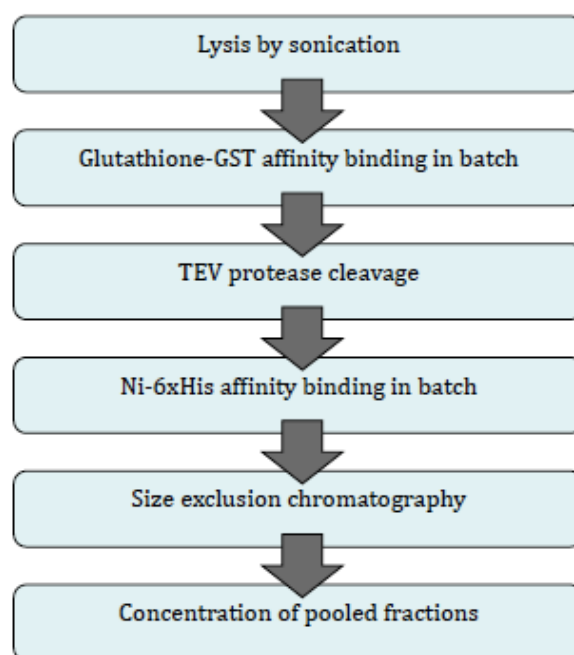 Lysis by sonication
Glutathione-GST affinity binding in batch
TEV protease cleavage
Ni-6xHis affinity binding in batch
Size exclusion chromatography
Concentration of pooled fractions